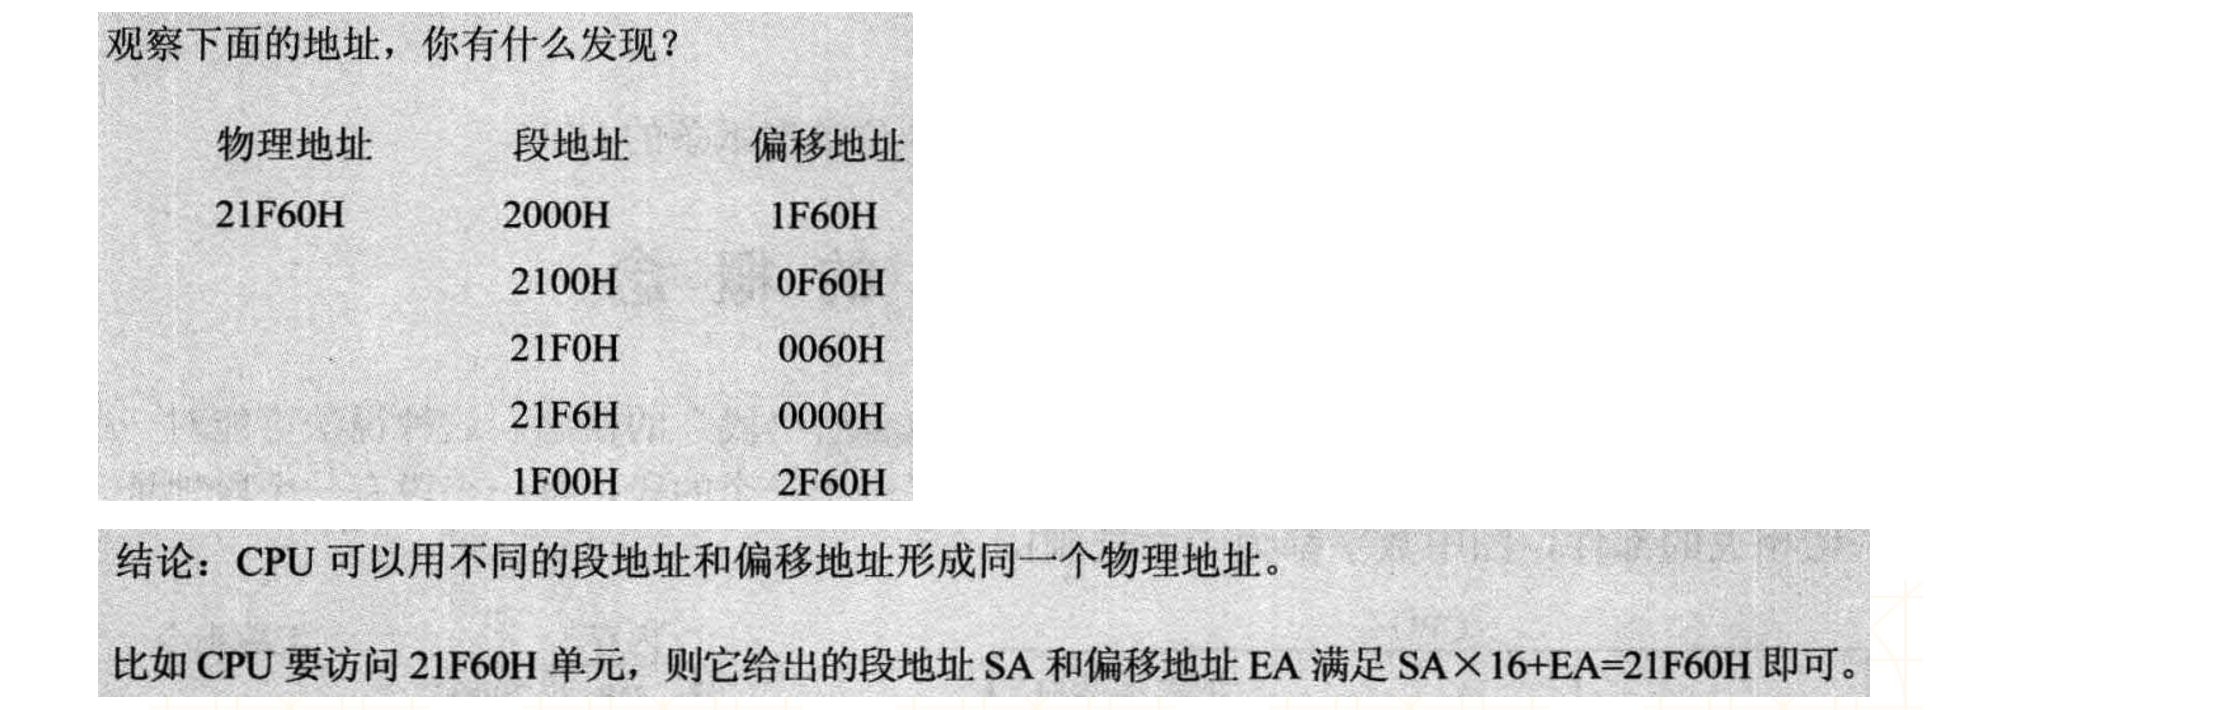 观察下面的地址，你有什么发现？
物理地址 段地址 偏移地址
21F60H 2000H 1F60H
2100H 0F60H
21F0H 0060H
21F6H 0000H
1F00H 2F60H
结论：CPU 可以用不同的段地址和偏移地址形成同一个物理地址。
比如 CPU 要访问 21F60H 单元，则它给出的段地址 SA 和偏移地址 EA 满足 SA×16+EA=21F60H 即可。